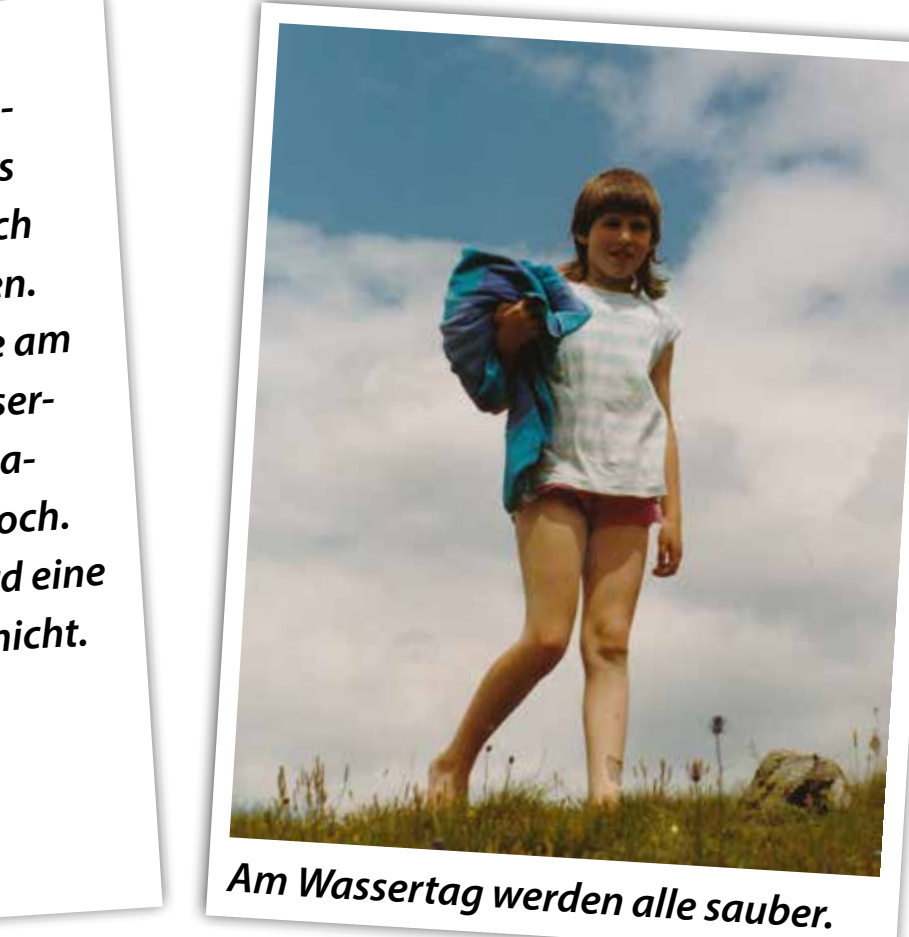 -
s
ch
en.
e am
ser-
a-
och.
d eine
nicht.
Am Wassertag werden alle sauber.